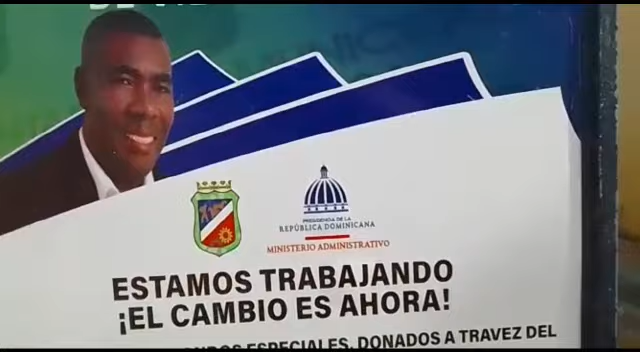 PRESIDENCIA DE LA
REPÚBLICA DOMINICANA
MINISTERIO ADMINISTRATIVO
ESTAMOS TRABAJANDO
¡EL CAMBIO ES AHORA!
ESPECIALES, DONADOS A TRAVEZ DEL